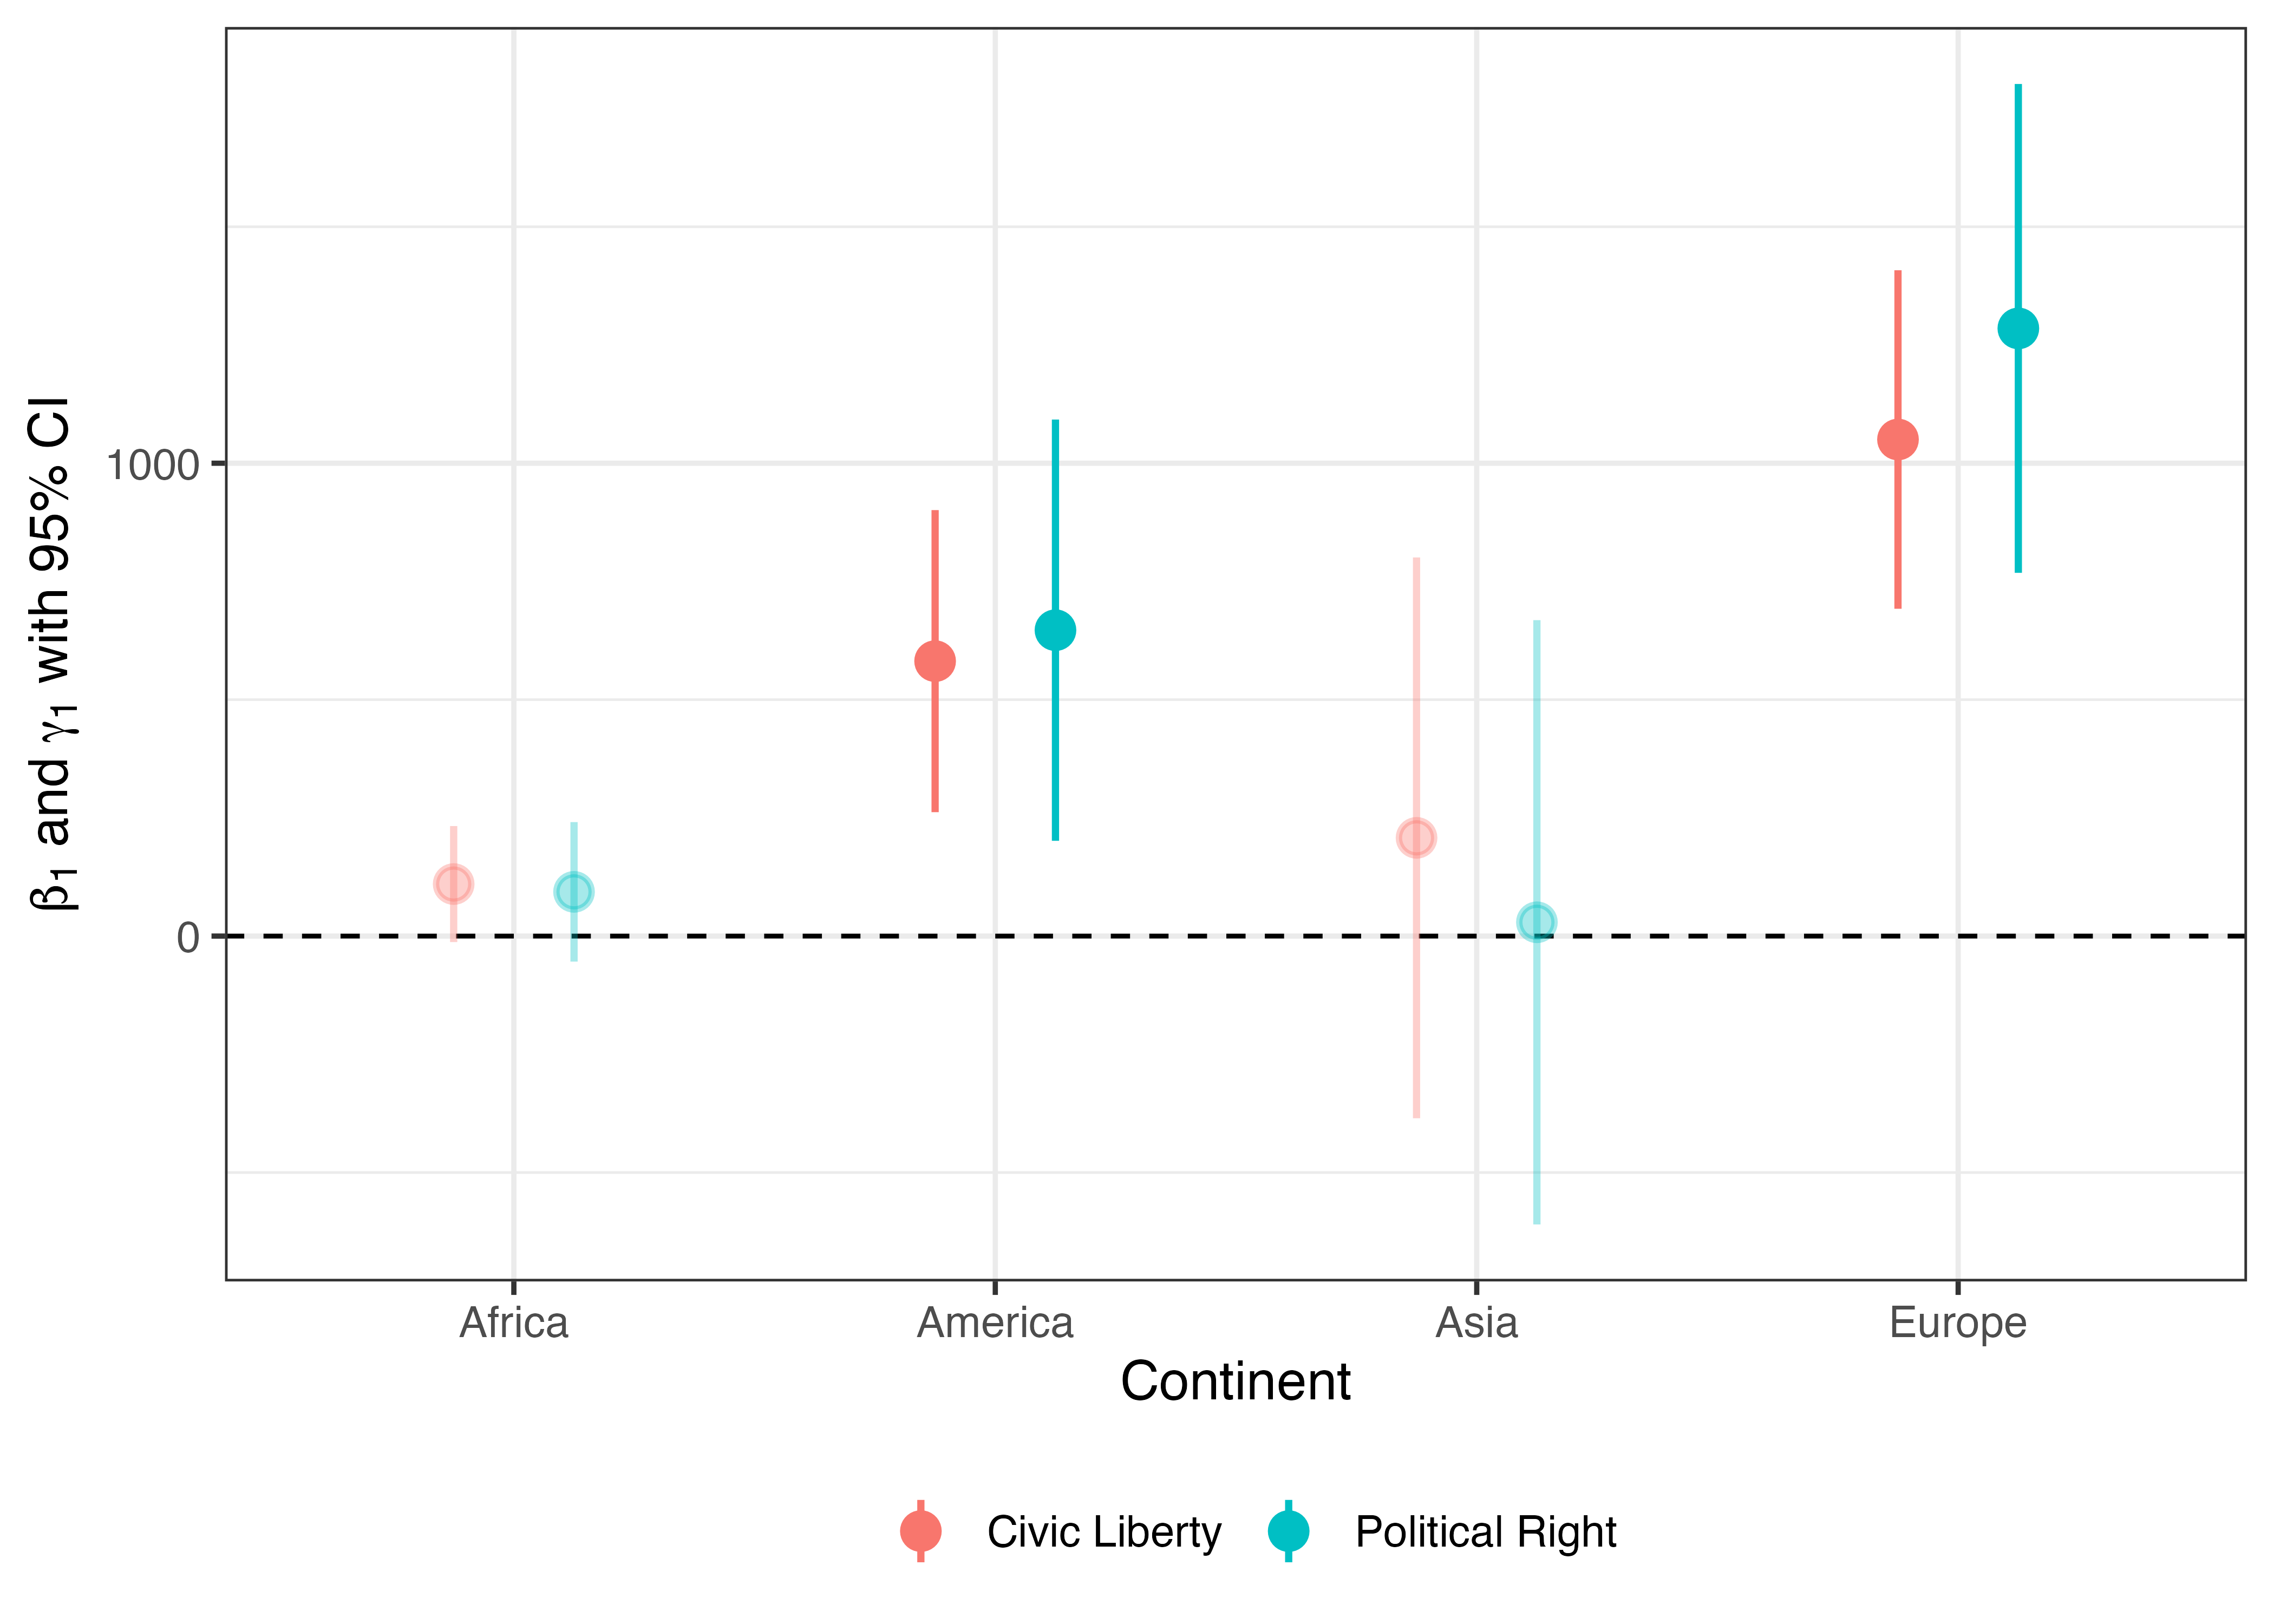 β1 and γ1 with 95% CI
1000
0
Africa America Asia Europe
Continent
Civic Liberty Political Right